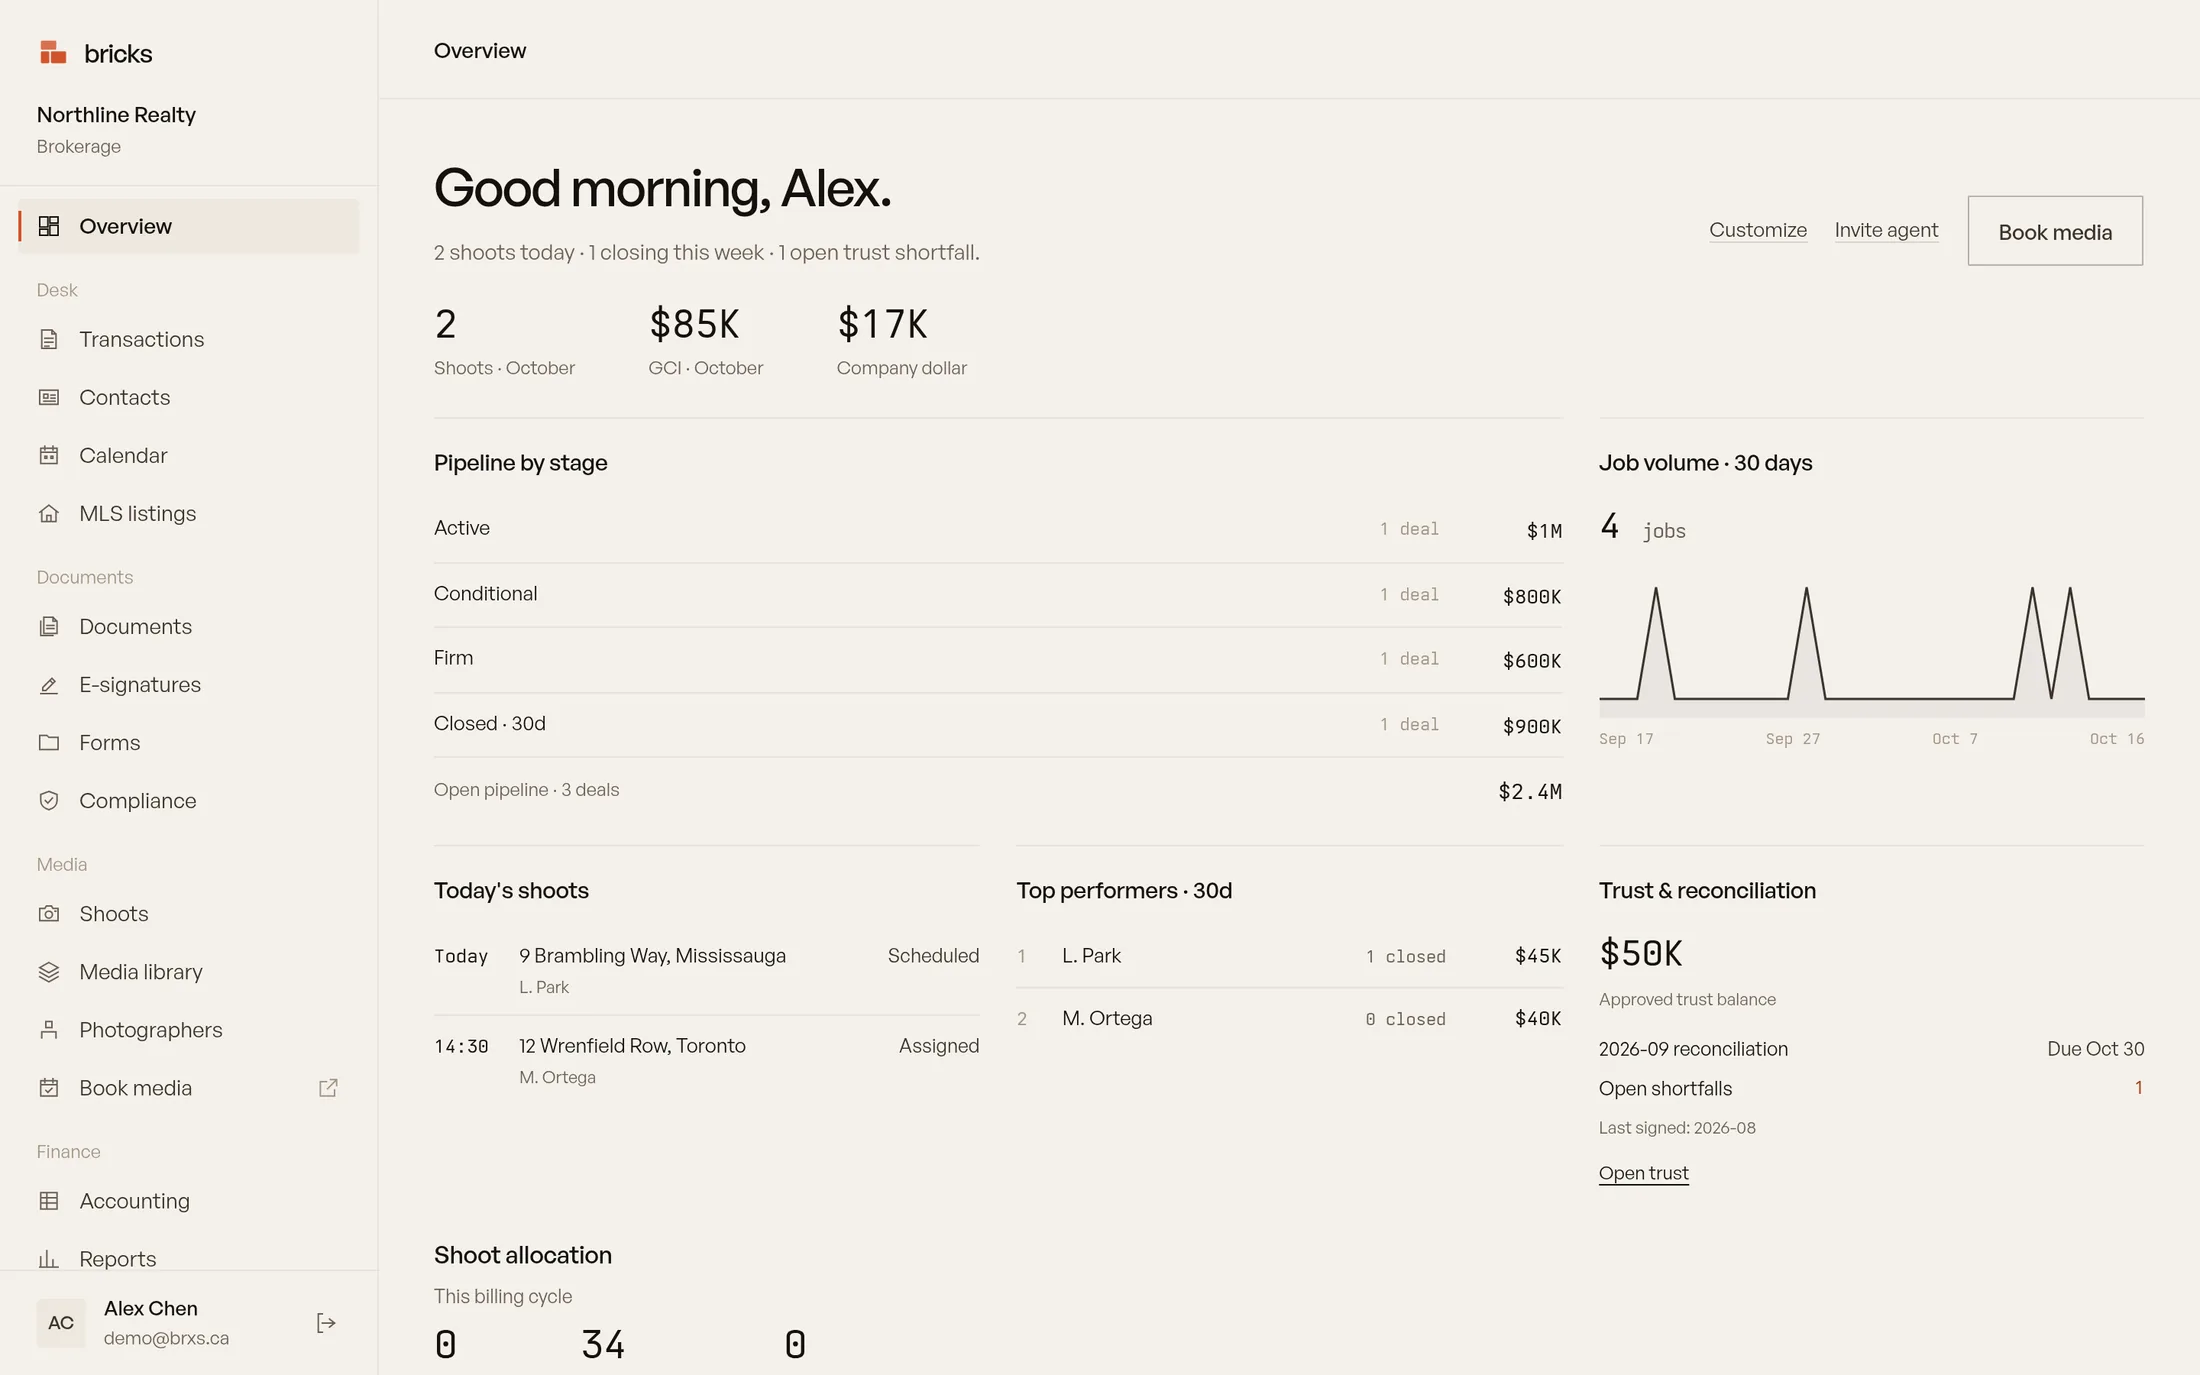 bricks
Northline Realty
Brokerage
Overview
Desk
Transactions
Contacts
Calendar
MLS listings
Documents
Documents
E-signatures
Forms
Compliance
Media
Shoots
Media library
Photographers
Book media
Finance
Accounting
Reports
AC
Alex Chen
demo@brxs.ca
Overview
Good morning, Alex.
2 shoots today · 1 closing this week · 1 open trust shortfall.
Customize
Invite agent
Book media
2
Shoots · October
$85K
GCI · October
$17K
Company dollar
Pipeline by stage
Active 1 deal $1M
Conditional 1 deal $800K
Firm 1 deal $600K
Closed · 30d 1 deal $900K
Open pipeline · 3 deals $2.4M
Job volume · 30 days
4 jobs
Sep 17 Sep 27 Oct 7 Oct 16
Today's shoots
Today 9 Brambling Way, Mississauga Scheduled
L. Park
14:30 12 Wrenfield Row, Toronto Assigned
M. Ortega
Top performers · 30d
1 L. Park 1 closed $45K
2 M. Ortega 0 closed $40K
Trust & reconciliation
$50K
Approved trust balance
2026-09 reconciliation Due Oct 30
Open shortfalls 1
Last signed: 2026-08
Open trust
Shoot allocation
This billing cycle
0 34 0